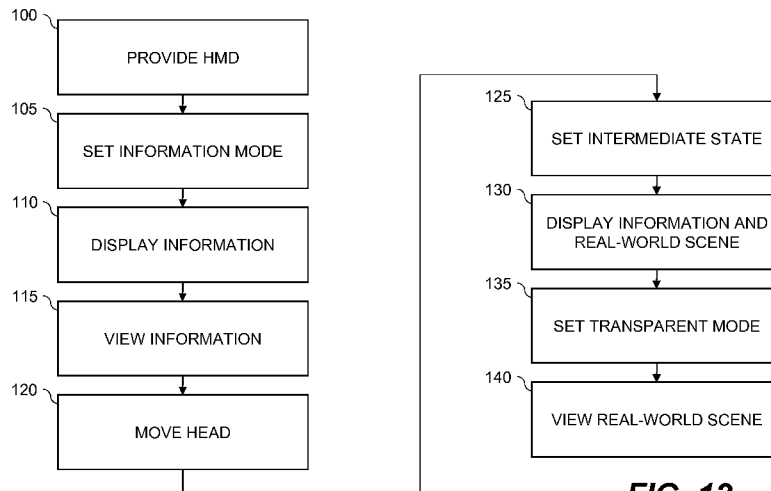 100
PROVIDE HMD
105
SET INFORMATION MODE
110
DISPLAY INFORMATION
115
VIEW INFORMATION
120
MOVE HEAD
125
SET INTERMEDIATE STATE
130
DISPLAY INFORMATION AND
REAL-WORLD SCENE
135
SET TRANSPARENT MODE
140
VIEW REAL-WORLD SCENE